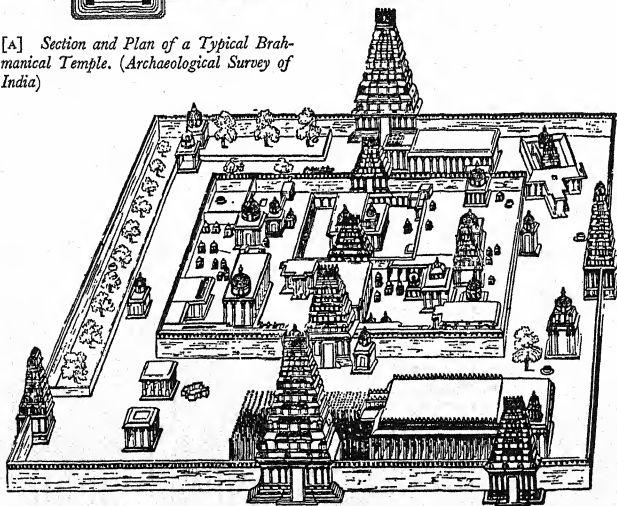 [A] Section and Plan of a Typical Brah-
manical Temple. (Archaeological Survey of
India)